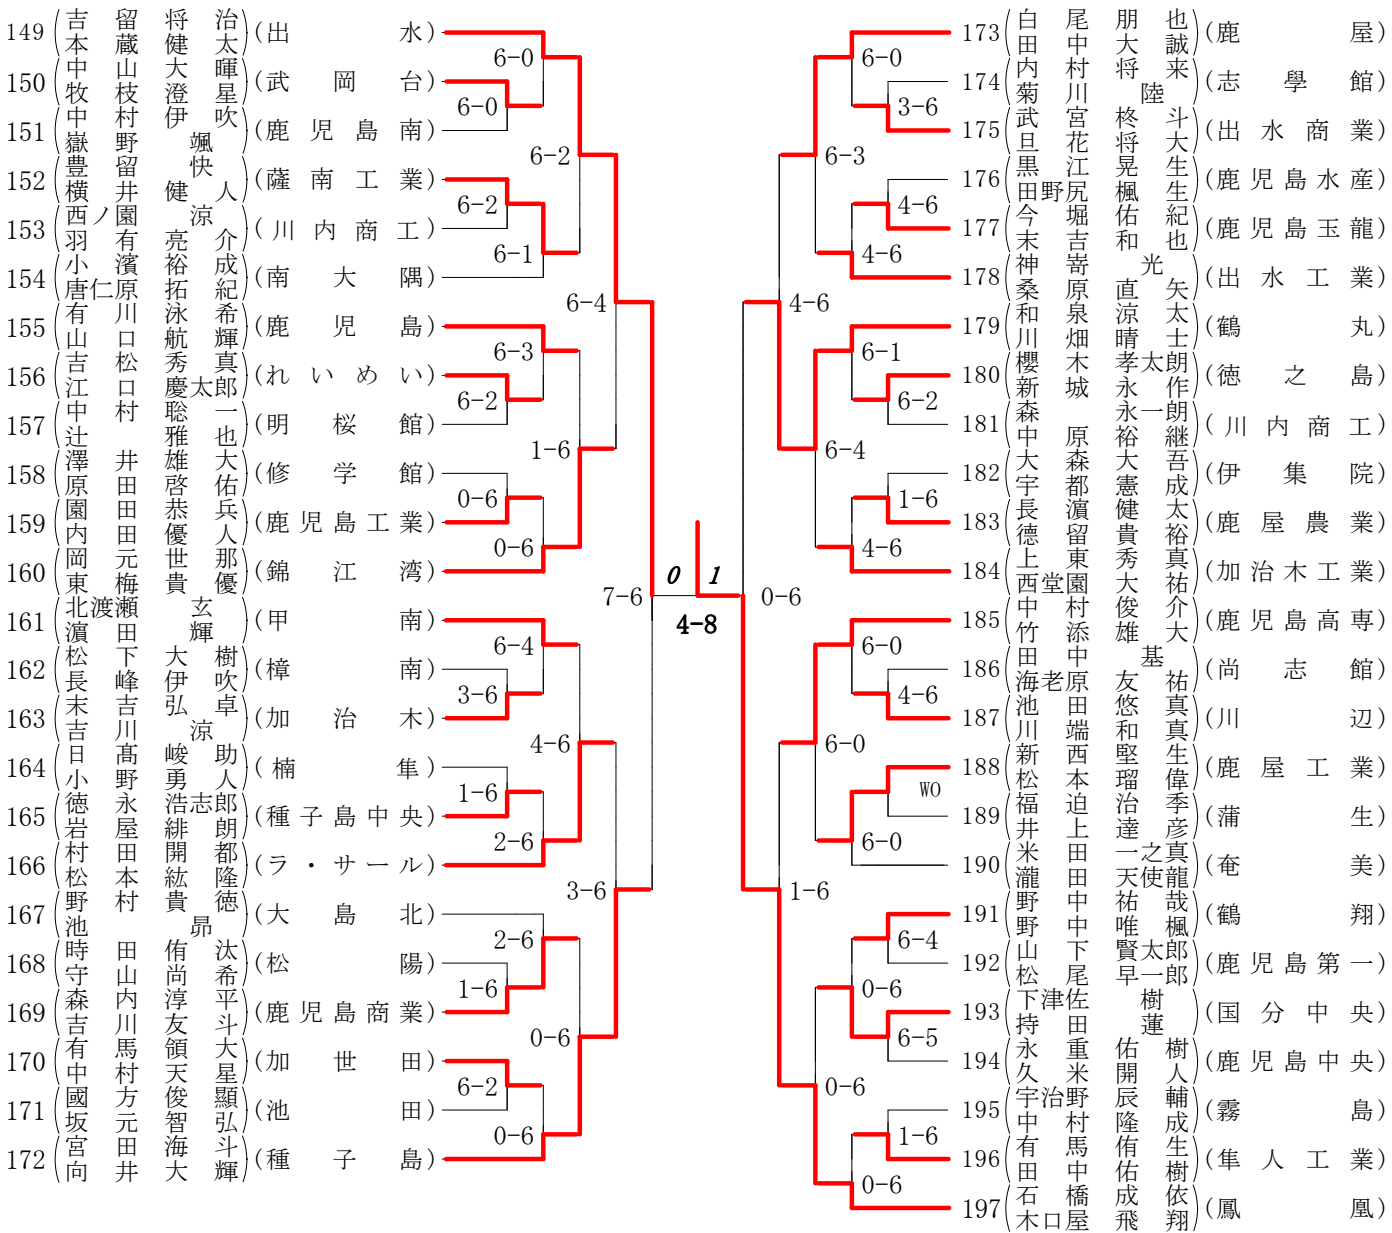 149 吉留将治 本蔵健太 (出水)
150 中山大暉 牧枝澄星 (武岡台)
151 中村伊吹 嶽野颯 (鹿児島南)
152 豊留快 横井健人 (薩南工業)
153 西ノ園涼 羽有亮介 (川内商工)
154 小濱裕成 唐仁原拓紀 (南大隅)
155 有川泳希 山口航輝 (鹿児島)
156 吉松秀真 江口慶太郎 (れいめい)
157 中村聡一 辻雅也 (明桜館)
158 澤井雄大 原田啓佑 (修学館)
159 園田恭兵 内田優人 (鹿児島工業)
160 岡元世那 東梅貴優 (錦江湾)
161 北渡瀬玄 濵田輝 (甲南)
162 松下大樹 長峰伊吹 (樟南)
163 末吉弘卓 吉川涼 (加治木)
164 日髙峻助 小野勇人 (楠隼)
165 徳永浩志郎 岩屋緋朗 (種子島中央)
166 村田開都 松本紘隆 (ラ・サール)
167 野村貴徳 池昴 (大島北)
168 時田侑汰 守山尚希 (松陽)
169 森内淳平 吉川友斗 (鹿児島商業)
170 有馬領大 中村天星 (加世田)
171 國方俊顯 坂元智弘 (池田)
172 宮田海斗 向井大輝 (種子島)
6-0
6-0
6-2
6-2
6-1
6-4
6-3
6-2
1-6
0-6
0-6
7-6
6-4
3-6
4-6
1-6
2-6
3-6
2-6
1-6
0-6
6-2
0-6
0 1
4-8
6-0
3-6
6-3
4-6
4-6
4-6
6-1
6-2
6-4
1-6
4-6
0-6
6-0
4-6
6-0
WO
6-0
1-6
6-4
0-6
6-5
0-6
1-6
0-6
173 白尾朋也 田中大誠 (鹿屋)
174 内村将来 菊川陸 (志學館)
175 武宮柊斗 旦花将大 (出水商業)
176 黒江晃生 田野尻楓生 (鹿児島水産)
177 今堀佑紀 末吉和也 (鹿児島玉龍)
178 神嵜光 桑原直矢 (出水工業)
179 和泉涼太 川畑晴士 (鶴丸)
180 櫻木孝太朗 新城永作 (徳之島)
181 森永一朗 中原裕継 (川内商工)
182 大森大吾 宇都憲成 (伊集院)
183 長濵健太 德留貴裕 (鹿屋農業)
184 上東秀真 西堂園大祐 (加治木工業)
185 中村俊介 竹添雄大 (鹿児島高専)
186 田中基 海老原友祐 (尚志館)
187 池田悠真 川端和真 (川辺)
188 新西堅生 松本瑠偉 (鹿屋工業)
189 福迫治季 井上達彦 (蒲生)
190 米田一之真 瀧田天使龍 (奄美)
191 野中祐哉 野中唯楓 (鶴翔)
192 山下賢太郎 松尾早一郎 (鹿児島第一)
193 下津佐樹 持田蓮 (国分中央)
194 永重佑樹 久米開人 (鹿児島中央)
195 宇治野辰輔 中村隆成 (霧島)
196 有馬侑生 田中佑樹 (隼人工業)
197 石橋成依 木口屋飛翔 (鳳凰)